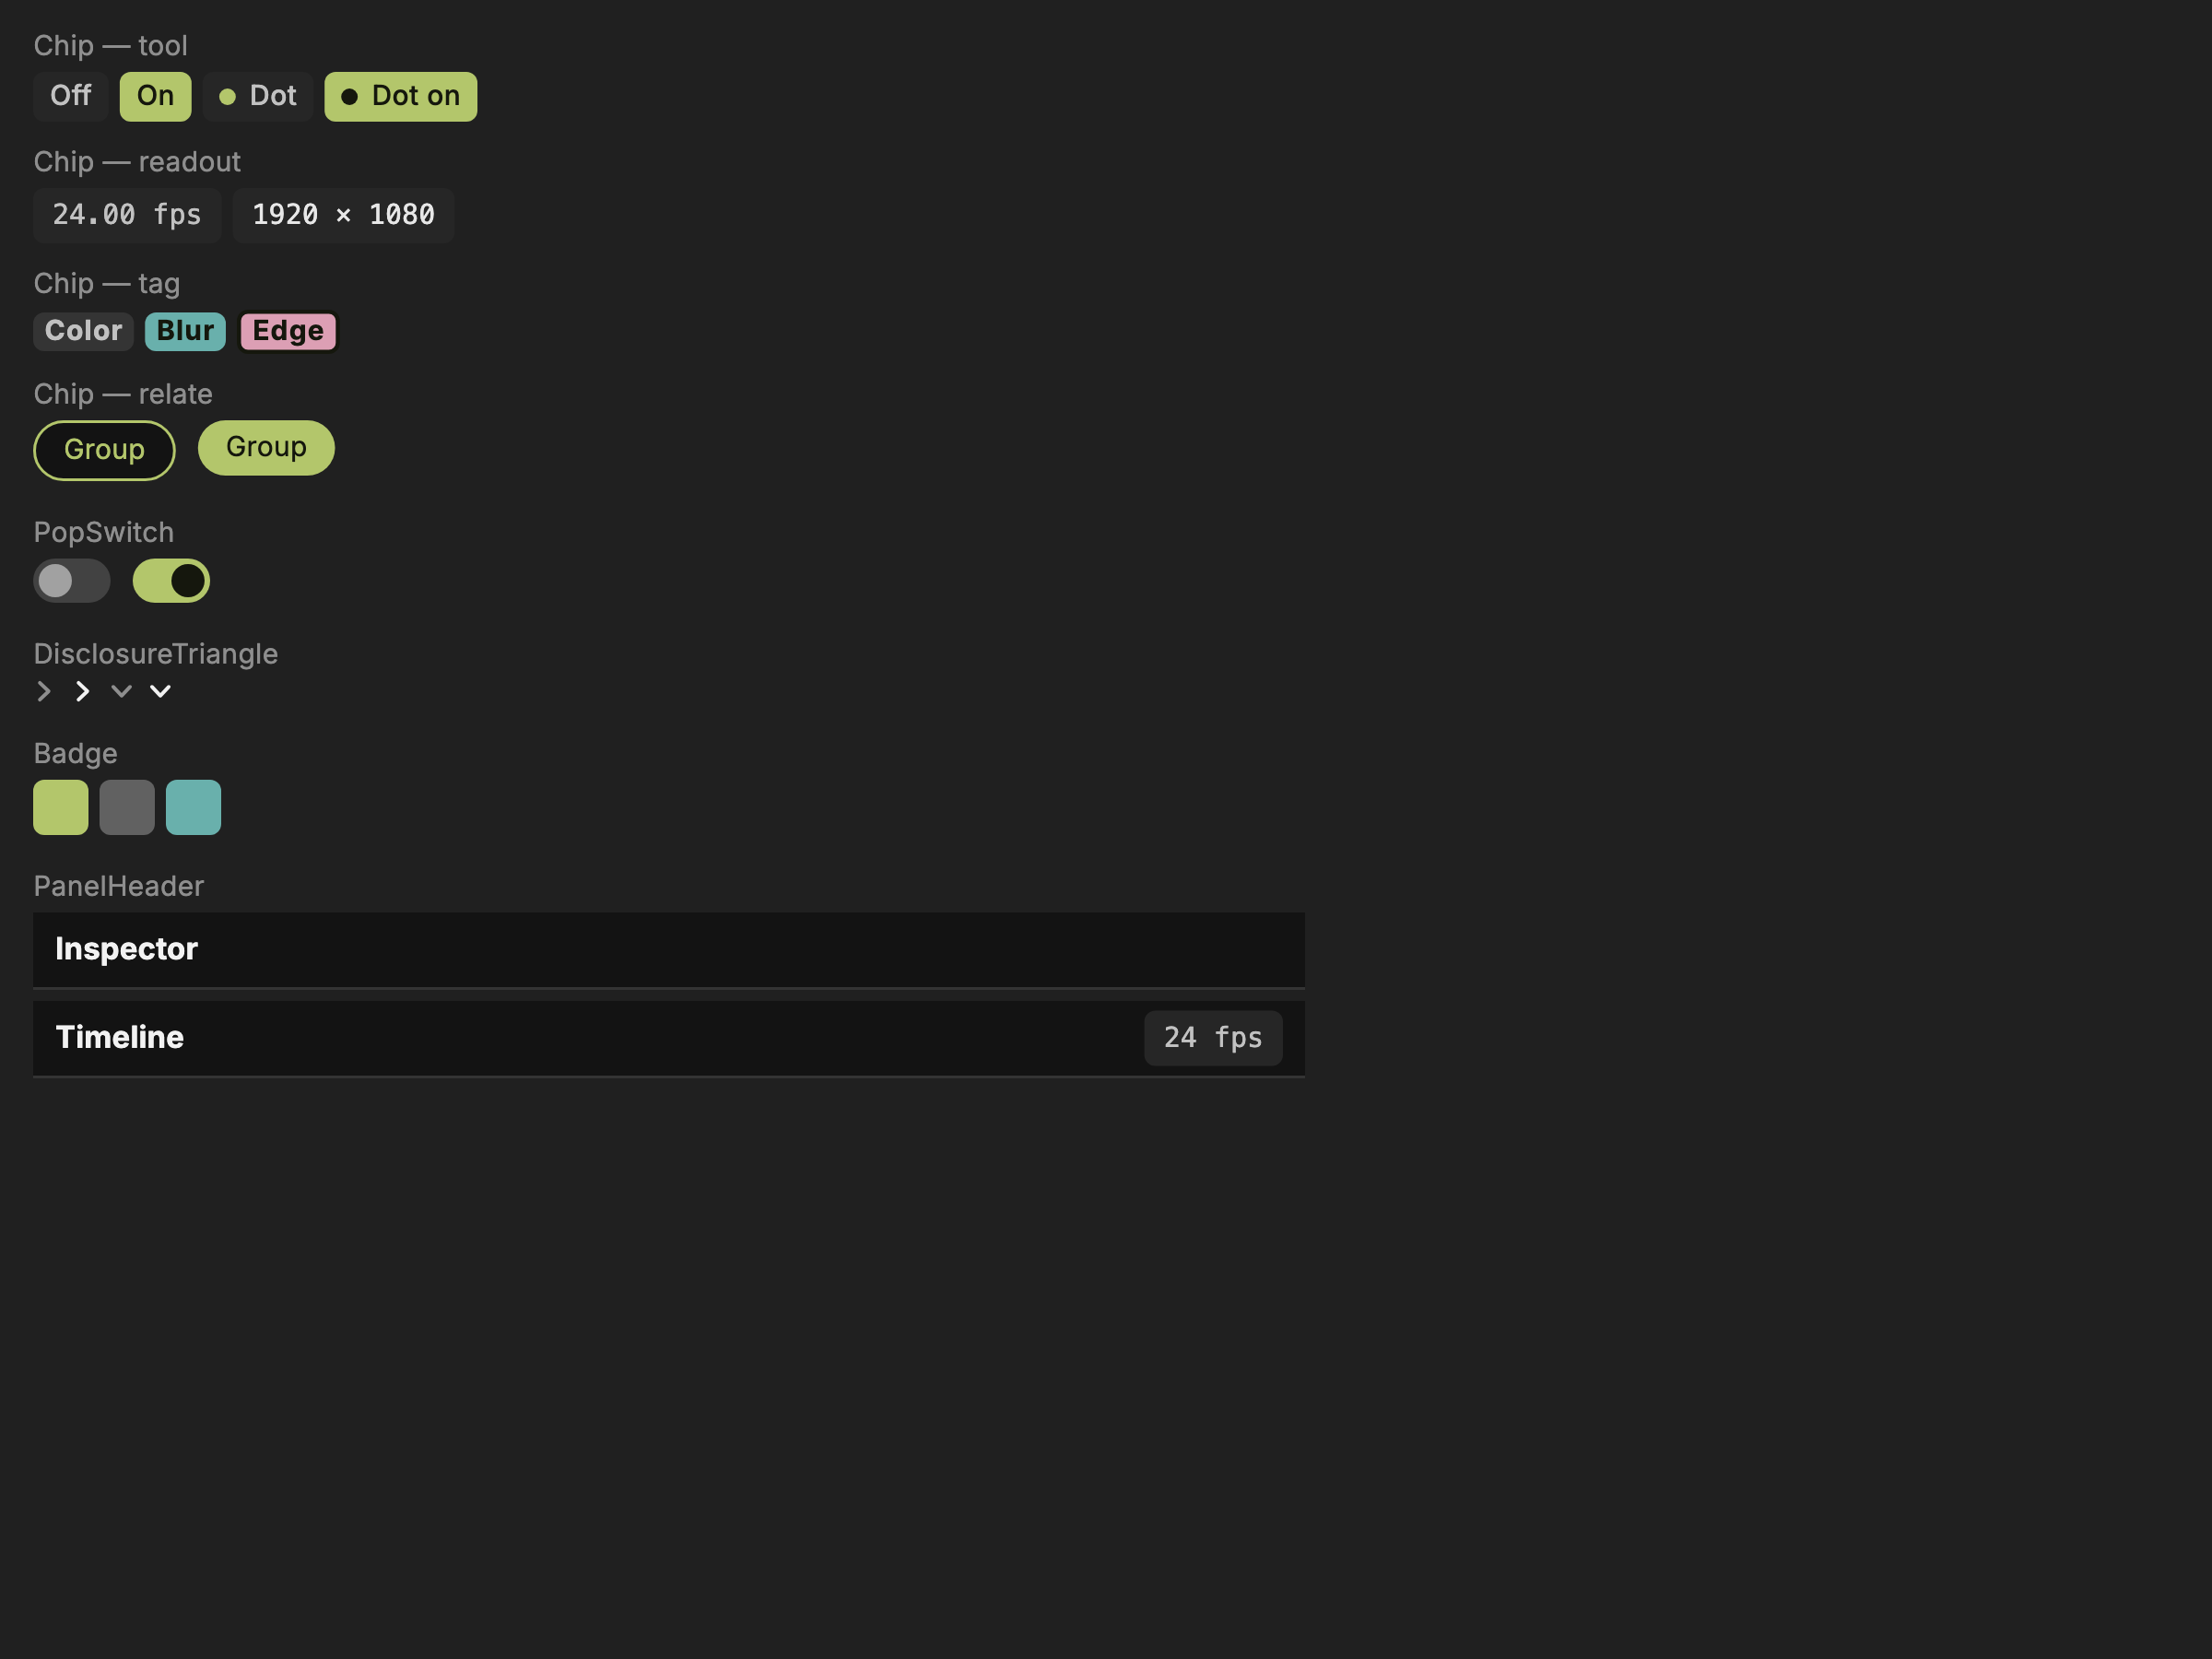 Chip — tool
Off On Dot Dot on
Chip — readout
24.00 fps 1920 × 1080
Chip — tag
Color Blur Edge
Chip — relate
Group Group
PopSwitch
DisclosureTriangle
Badge
PanelHeader
Inspector
Timeline 24 fps